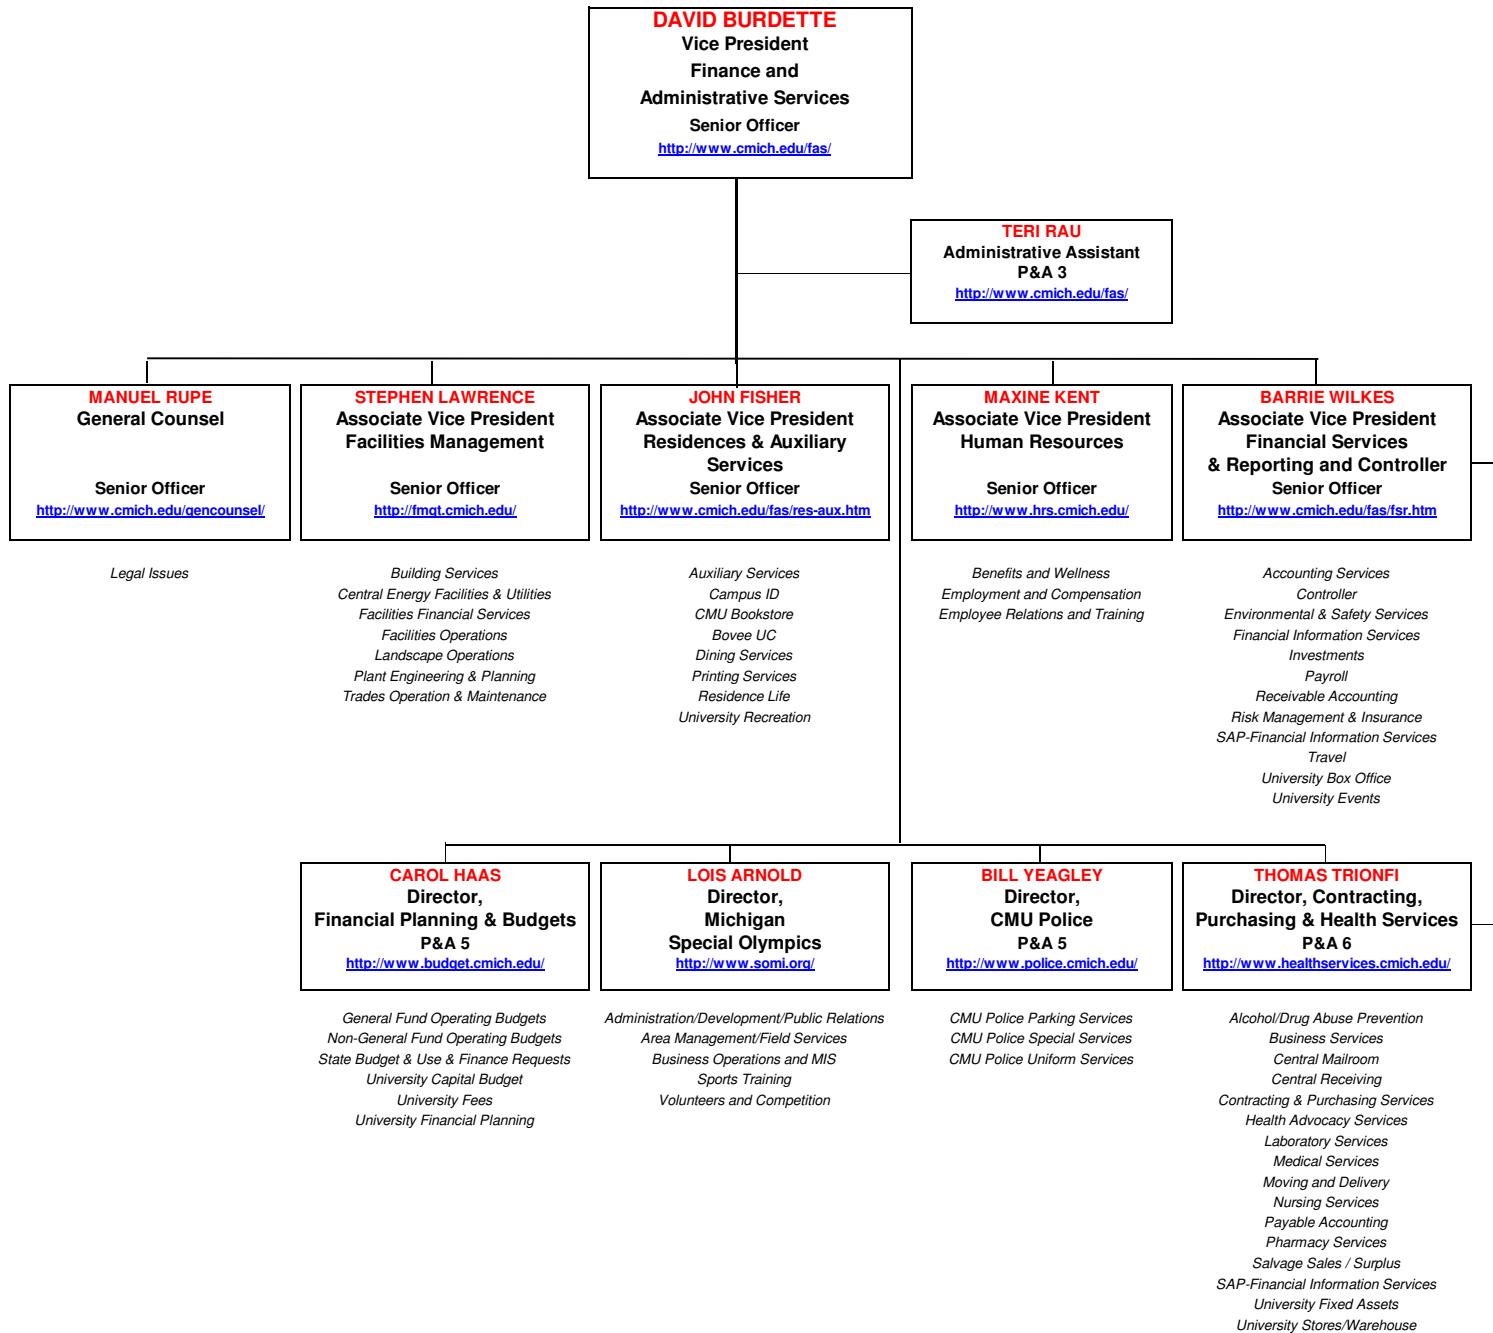 DAVID BURDETTE
Vice President
Finance and
Administrative Services
Senior Officer
http://www.cmich.edu/fas/
TERI RAU
Administrative Assistant
P&A 3
http://www.cmich.edu/fas/
MANUEL RUPE
General Counsel
Senior Officer
http://www.cmich.edu/gencounsel/
Legal Issues
STEPHEN LAWRENCE
Associate Vice President
Facilities Management
Senior Officer
http://fmgt.cmich.edu/
Building Services
Central Energy Facilities & Utilities
Facilities Financial Services
Facilities Operations
Landscape Operations
Plant Engineering & Planning
Trades Operation & Maintenance
JOHN FISHER
Associate Vice President
Residences & Auxiliary
Services
Senior Officer
http://www.cmich.edu/fas/res-aux.htm
Auxiliary Services
Campus ID
CMU Bookstore
Bovee UC
Dining Services
Printing Services
Residence Life
University Recreation
MAXINE KENT
Associate Vice President
Human Resources
Senior Officer
http://www.hrs.cmich.edu/
Benefits and Wellness
Employment and Compensation
Employee Relations and Training
BARRIE WILKES
Associate Vice President
Financial Services
& Reporting and Controller
Senior Officer
http://www.cmich.edu/fas/fsr.htm
Accounting Services
Controller
Environmental & Safety Services
Financial Information Services
Investments
Payroll
Receivable Accounting
Risk Management & Insurance
SAP-Financial Information Services
Travel
University Box Office
University Events
CAROL HAAS
Director,
Financial Planning & Budgets
P&A 5
http://www.budget.cmich.edu/
General Fund Operating Budgets
Non-General Fund Operating Budgets
State Budget & Use & Finance Requests
University Capital Budget
University Fees
University Financial Planning
LOIS ARNOLD
Director,
Michigan
Special Olympics
http://www.somi.org/
Administration/Development/Public Relations
Area Management/Field Services
Business Operations and MIS
Sports Training
Volunteers and Competition
BILL YEAGLEY
Director,
CMU Police
P&A 5
http://www.police.cmich.edu/
CMU Police Parking Services
CMU Police Special Services
CMU Police Uniform Services
THOMAS TRIONFI
Director, Contracting,
Purchasing & Health Services
P&A 6
http://www.healthservices.cmich.edu/
Alcohol/Drug Abuse Prevention
Business Services
Central Mailroom
Central Receiving
Contracting & Purchasing Services
Health Advocacy Services
Laboratory Services
Medical Services
Moving and Delivery
Nursing Services
Payable Accounting
Pharmacy Services
Salvage Sales / Surplus
SAP-Financial Information Services
University Fixed Assets
University Stores/Warehouse